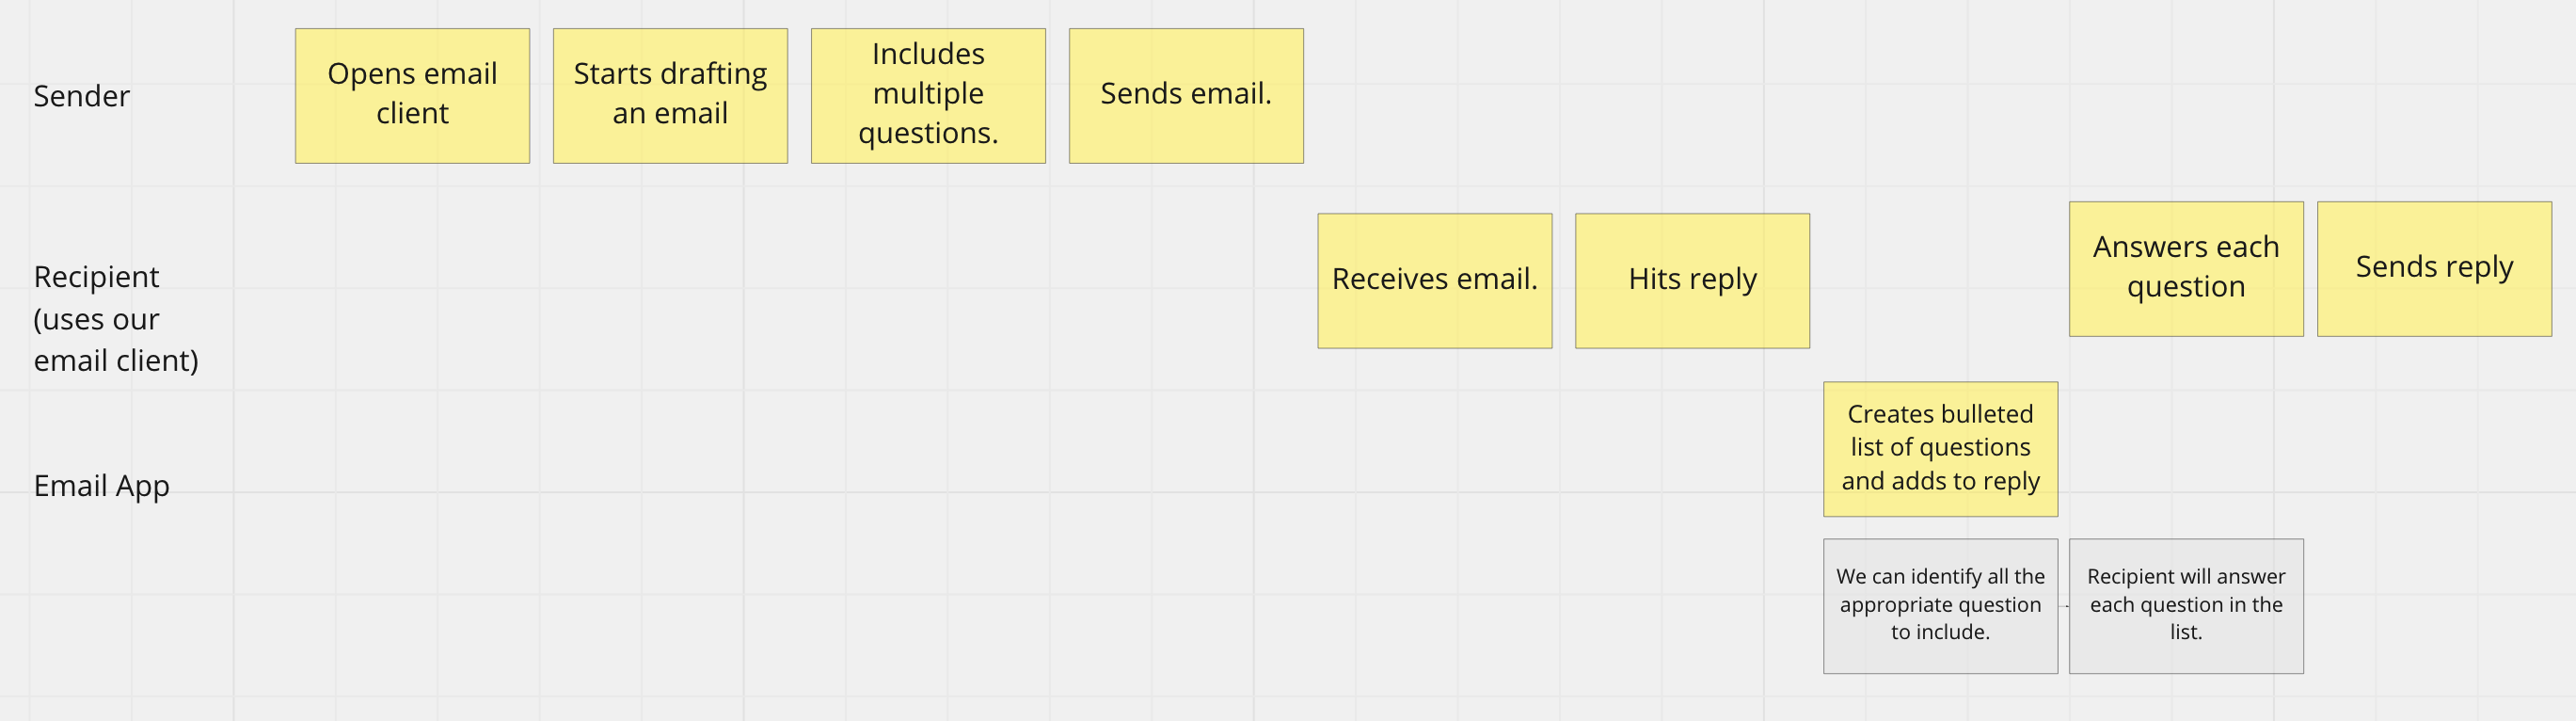 Sender
Opens email
client
Starts drafting
an email
Includes
multiple
questions.
Sends email.
Recipient
(uses our
email client)
Receives email.
Hits reply
Answers each
question
Sends reply
Email App
Creates bulleted
list of questions
and adds to reply
We can identify all the
appropriate question
to include.
Recipient will answer
each question in the
list.